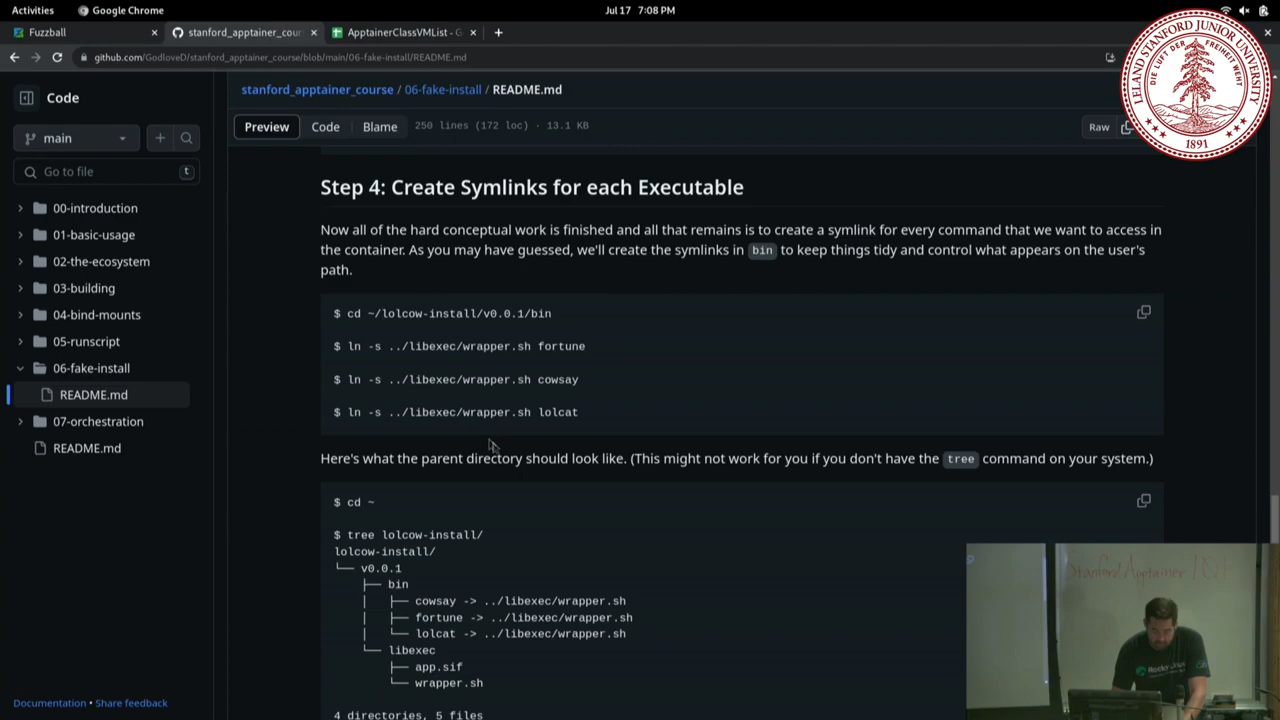 Activities
Google Chrome
Jul 17 7:08 PM
Fuzzball
stanford_apptainer_cou
ApptainerClassVMList - G
github.com/GodloveD/stanford_apptainer_course/blob/main/06-fake-install/README.md
Code
main
Go to file
t
00-introduction
01-basic-usage
02-the-ecosystem
03-building
04-bind-mounts
05-runscript
06-fake-install
README.md
07-orchestration
README.md
Documentation • Share feedback
stanford_apptainer_course / 06-fake-install / README.md
Preview
Code
Blame
250 lines (172 loc) · 13.1 KB
Raw
Step 4: Create Symlinks for each Executable
Now all of the hard conceptual work is finished and all that remains is to create a symlink for every command that we want to access in
the container. As you may have guessed, we'll create the symlinks in bin to keep things tidy and control what appears on the user's
path.
$ cd ~/lolcow-install/v0.0.1/bin
$ ln -s ../libexec/wrapper.sh fortune
$ ln -s ../libexec/wrapper.sh cowsay
$ ln -s ../libexec/wrapper.sh lolcat
Here's what the parent directory should look like. (This might not work for you if you don't have the tree command on your system.)
$ cd ~
$ tree lolcow-install/
lolcow-install/
└── v0.0.1
├── bin
│ ├── cowsay -> ../libexec/wrapper.sh
│ ├── fortune -> ../libexec/wrapper.sh
│ └── lolcat -> ../libexec/wrapper.sh
└── libexec
├── app.sif
└── wrapper.sh
4 directories, 5 files
LELAND STANFORD JUNIOR UNIVERSITY
DIE LUFT DER FREIHEIT WEHT
1891
Stanford Apptainer